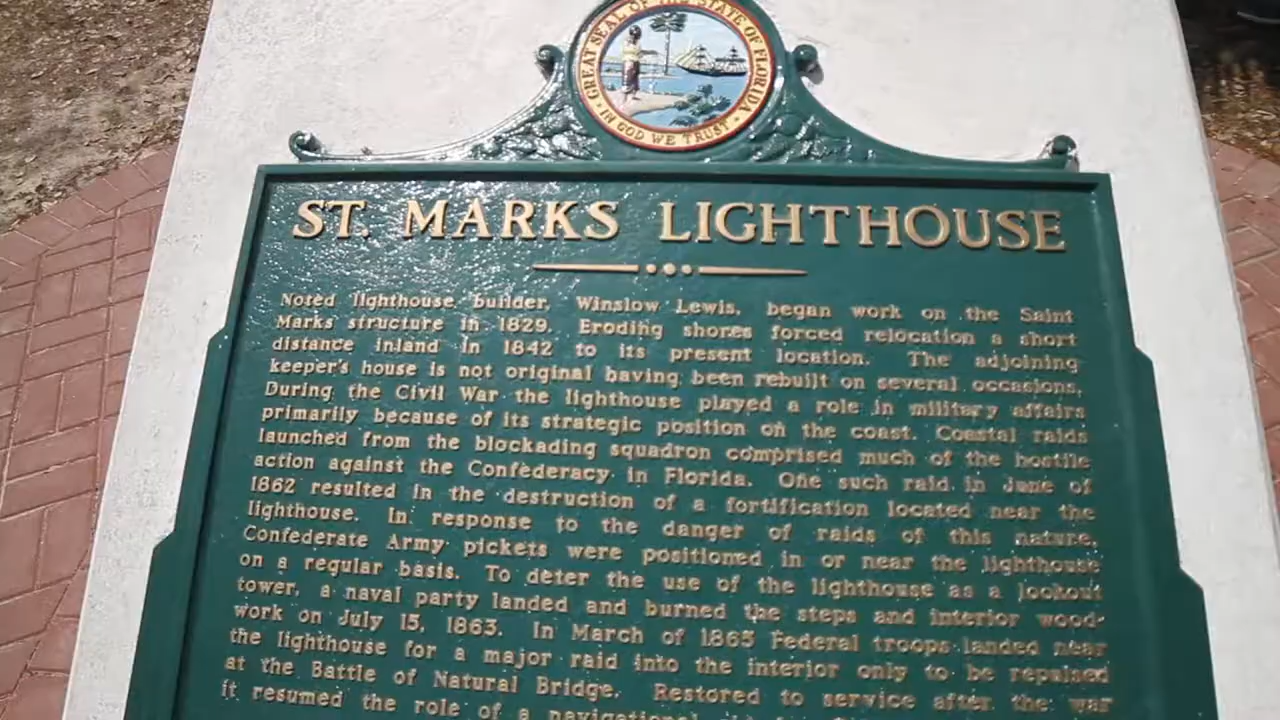 GREAT SEAL OF THE STATE OF FLORIDA
IN GOD WE TRUST
ST. MARKS LIGHTHOUSE
Noted lighthouse builder, Winslow Lewis, began work on the Saint
Marks structure in 1829. Eroding shores forced relocation a short
distance inland in 1842 to its present location. The adjoining
keeper's house is not original having been rebuilt on several occasions.
During the Civil War the lighthouse played a role in military affairs
primarily because of its strategic position on the coast. Coastal raids
launched from the blockading squadron comprised much of the hostile
action against the Confederacy in Florida. One such raid in June of
1862 resulted in the destruction of a fortification located near the
lighthouse. In response to the danger of raids of this nature,
Confederate Army pickets were positioned in or near the lighthouse
on a regular basis. To deter the use of the lighthouse as a lookout
tower, a naval party landed and burned the steps and interior wood-
work on July 15, 1863. In March of 1865 Federal troops landed near
the lighthouse for a major raid into the interior only to be repulsed
at the Battle of Natural Bridge. Restored to service after the war
it resumed the role of a navigational